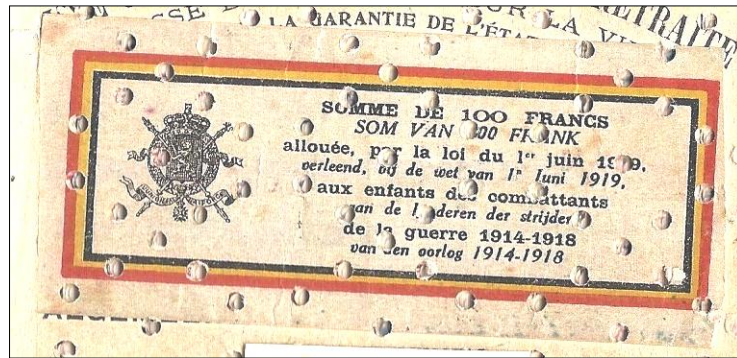 LA GARANTIE DE L'ÉTAT
RETRAITE
SOMME DE 100 FRANCS
SOM VAN 100 FRANK
allouée, par la loi du 1er juin 1919,
verleend, bij de wet van 1n Juni 1919,
aux enfants des combattants
aan de kinderen der strijders
de la guerre 1914-1918
van den oorlog 1914-1918